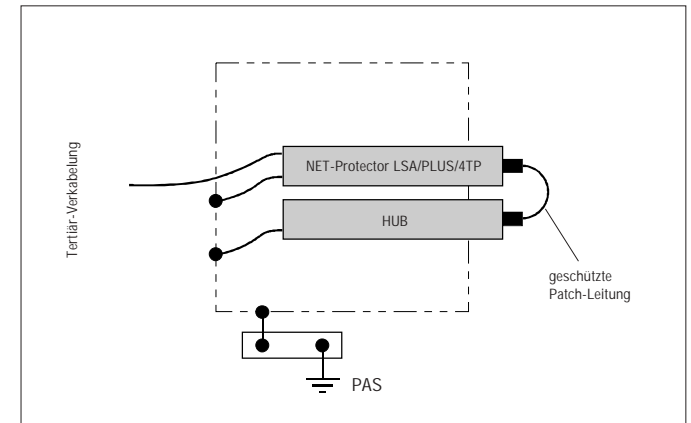 Tertiär-Verkabelung
NET-Protector LSA/PLUS/4TP
HUB
geschützte
Patch-Leitung
PAS